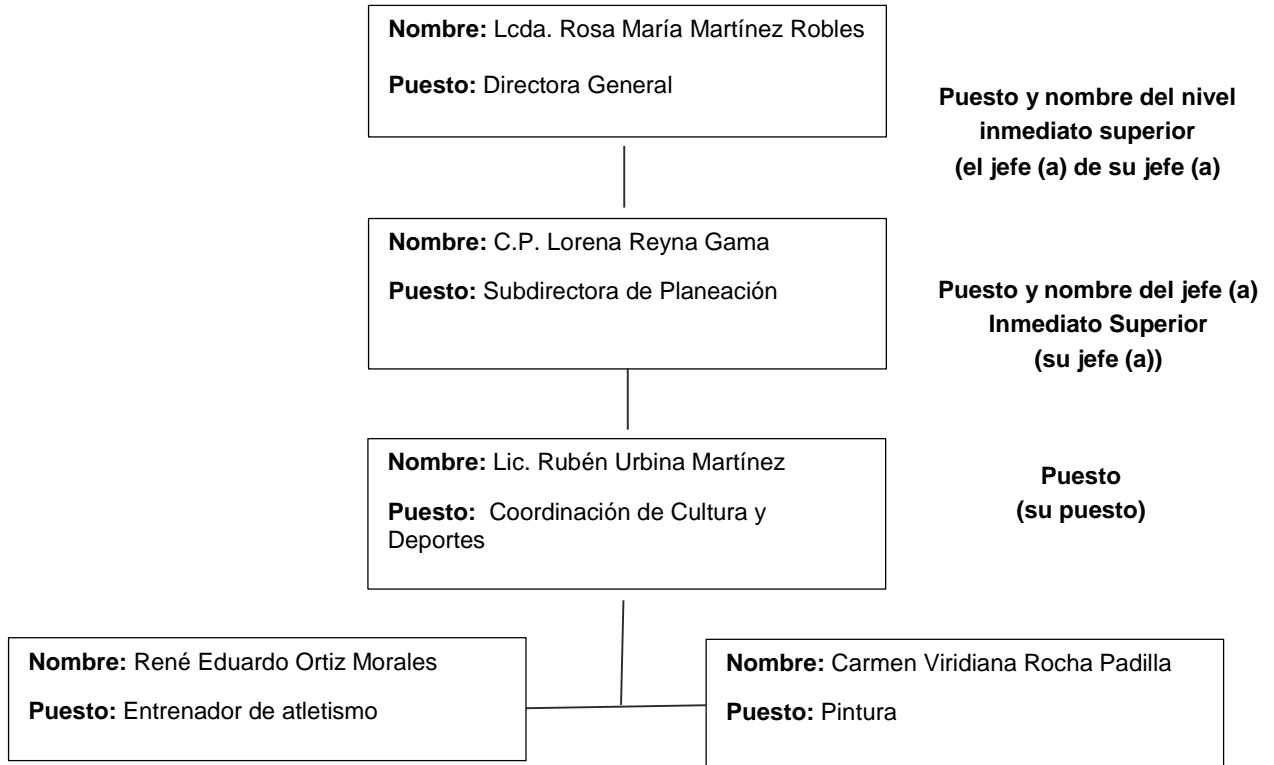 Nombre: Lcda. Rosa María Martínez Robles
Puesto: Directora General
Puesto y nombre del nivel
inmediato superior
(el jefe (a) de su jefe (a)
Nombre: C.P. Lorena Reyna Gama
Puesto: Subdirectora de Planeación
Puesto y nombre del jefe (a)
Inmediato Superior
(su jefe (a))
Nombre: Lic. Rubén Urbina Martínez
Puesto: Coordinación de Cultura y
Deportes
Puesto
(su puesto)
Nombre: René Eduardo Ortiz Morales
Puesto: Entrenador de atletismo
Nombre: Carmen Viridiana Rocha Padilla
Puesto: Pintura